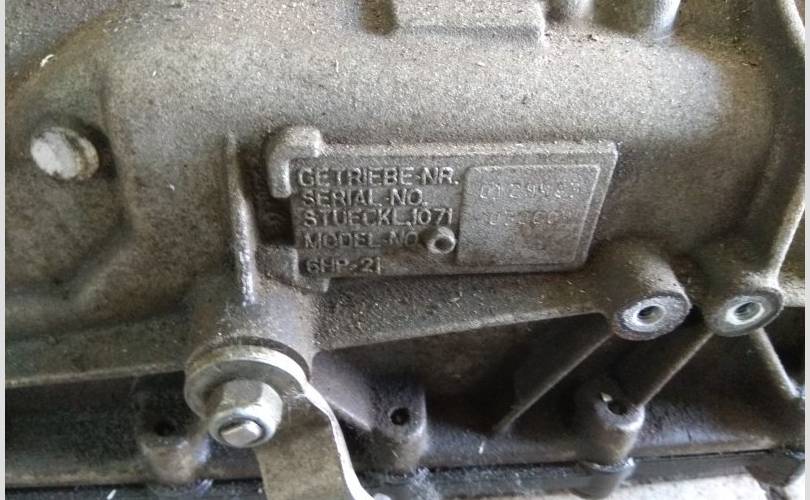 GETRIEBE-NR.
SERIAL-NO.
STUECKL.1071
MODEL-NO
6HP-21